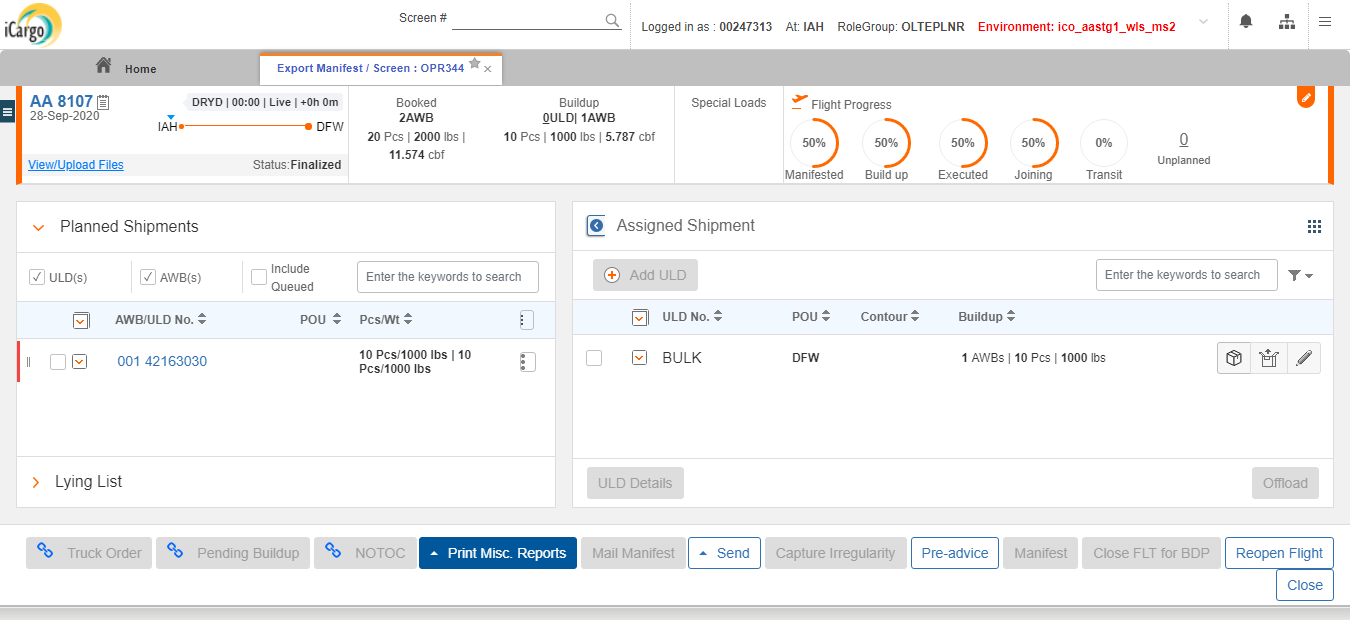 iCargo
Screen #
Logged in as : 00247313 At: IAH RoleGroup: OLTEPLNR Environment: ico_aastg1_wls_ms2
Home
Export Manifest / Screen : OPR344
AA 8107
28-Sep-2020
DRYD | 00:00 | Live | +0h 0m
IAH
DFW
View/Upload Files
Status:Finalized
Booked
2AWB
20 Pcs | 2000 lbs |
11.574 cbf
Buildup
0ULD| 1AWB
10 Pcs | 1000 lbs | 5.787 cbf
Special Loads
Flight Progress
50% 50% 50% 50% 0% 0
Manifested Build up Executed Joining Transit Unplanned
Planned Shipments
ULD(s)
AWB(s)
Include
Queued
Enter the keywords to search
AWB/ULD No. POU Pcs/Wt
001 42163030
10 Pcs/1000 lbs | 10
Pcs/1000 lbs
Lying List
Assigned Shipment
Add ULD
Enter the keywords to search
ULD No. POU Contour Buildup
BULK DFW 1 AWBs | 10 Pcs | 1000 lbs
ULD Details
Offload
Truck Order Pending Buildup NOTOC Print Misc. Reports Mail Manifest Send Capture Irregularity Pre-advice Manifest Close FLT for BDP Reopen Flight
Close